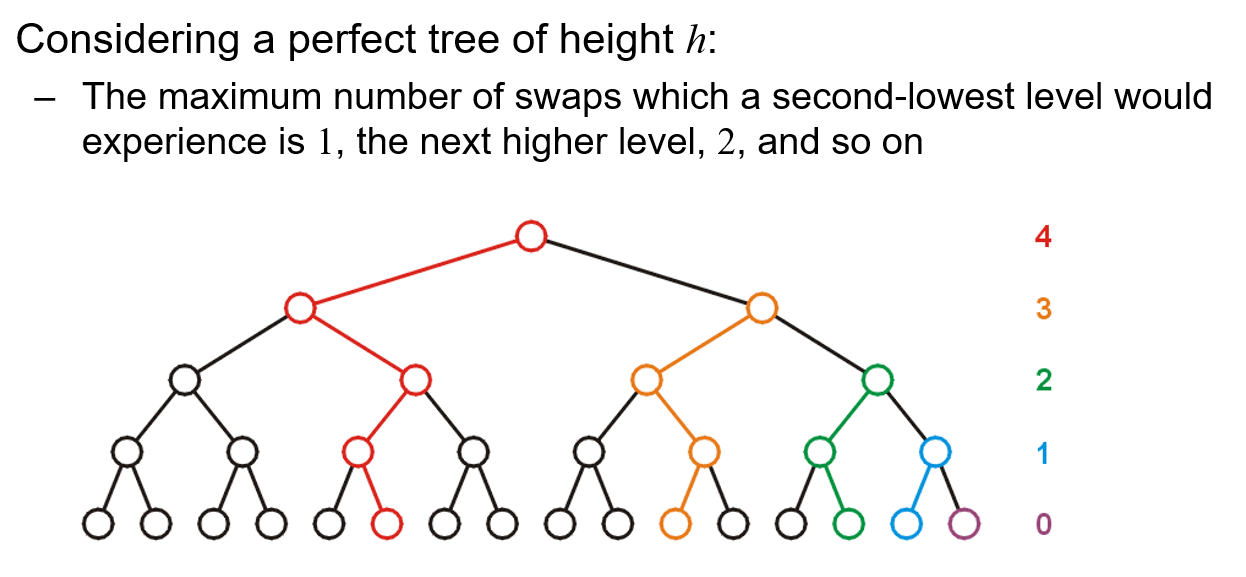 Considering a perfect tree of height h:
– The maximum number of swaps which a second-lowest level would
experience is 1, the next higher level, 2, and so on
4
3
2
1
0